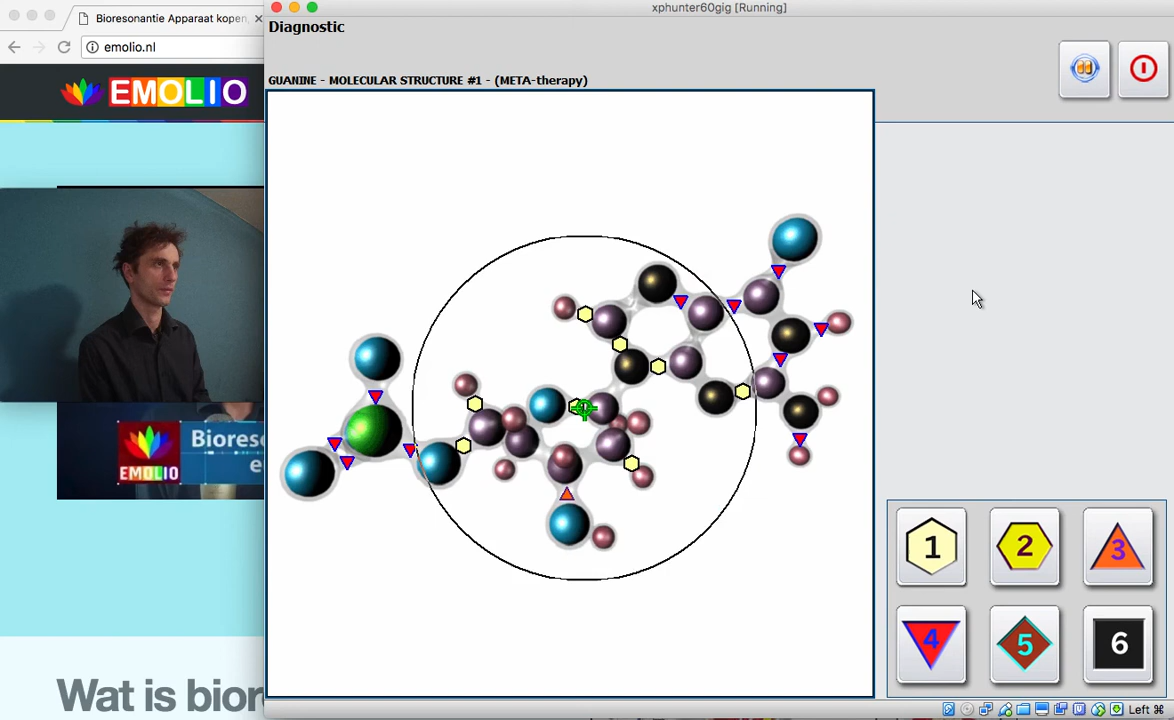 xphunter60gig [Running]
Bioresonantie Apparaat kopen,
emolio.nl
Diagnostic
GUANINE - MOLECULAR STRUCTURE #1 - (META-therapy)
EMOLIO
EMOLIO
Biores
e
1
2
3
4
5
6
Wat is bior
Left ⌘